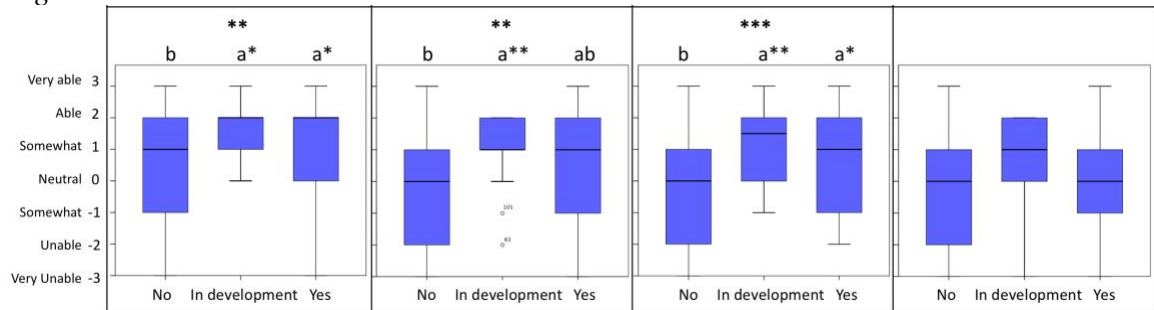 ** ** ***
b a* a* b a** ab b a** a*
Very able 3
Able 2
Somewhat 1
Neutral 0
Somewhat -1
Unable -2
Very Unable -3
105
83
No In development Yes No In development Yes No In development Yes No In development Yes